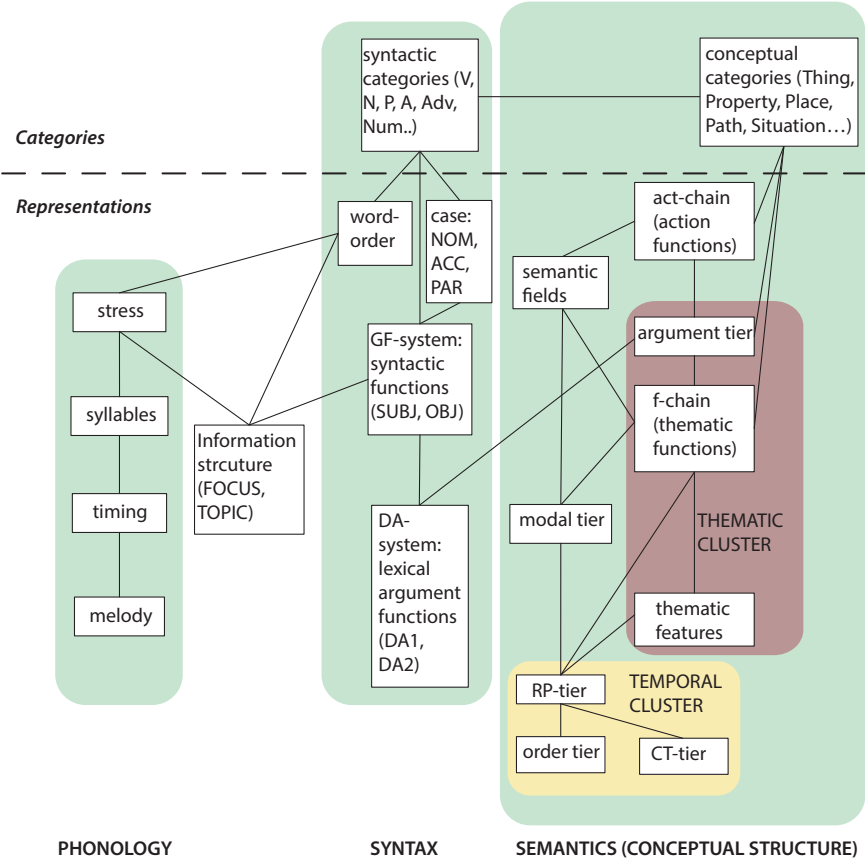 syntactic
categories (V,
N, P, A, Adv,
Num..)
conceptual
categories (Thing,
Property, Place,
Path, Situation…)
Categories
Representations
word-
order
case:
NOM,
ACC,
PAR
act-chain
(action
functions)
semantic
fields
stress
argument tier
GF-system:
syntactic
functions
(SUBJ, OBJ)
f-chain
(thematic
functions)
syllables
Information
strcuture
(FOCUS,
TOPIC)
timing
DA-
system:
lexical
argument
functions
(DA1,
DA2)
modal tier
THEMATIC
CLUSTER
melody
thematic
features
RP-tier
TEMPORAL
CLUSTER
order tier
CT-tier
PHONOLOGY
SYNTAX
SEMANTICS (CONCEPTUAL STRUCTURE)